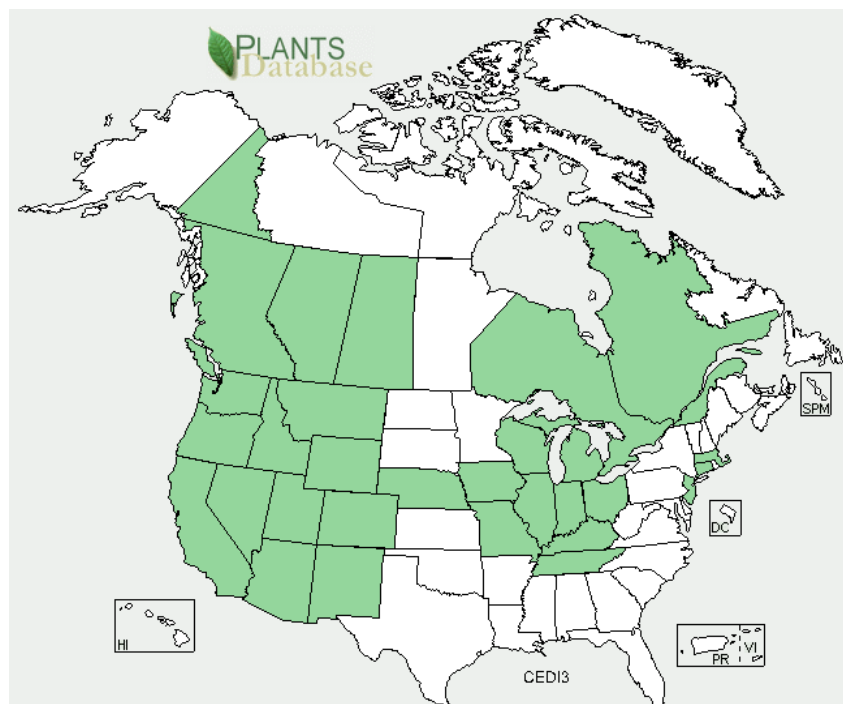 PLANTS
Database
SPM
DC
HI
PR VI
CEDI3